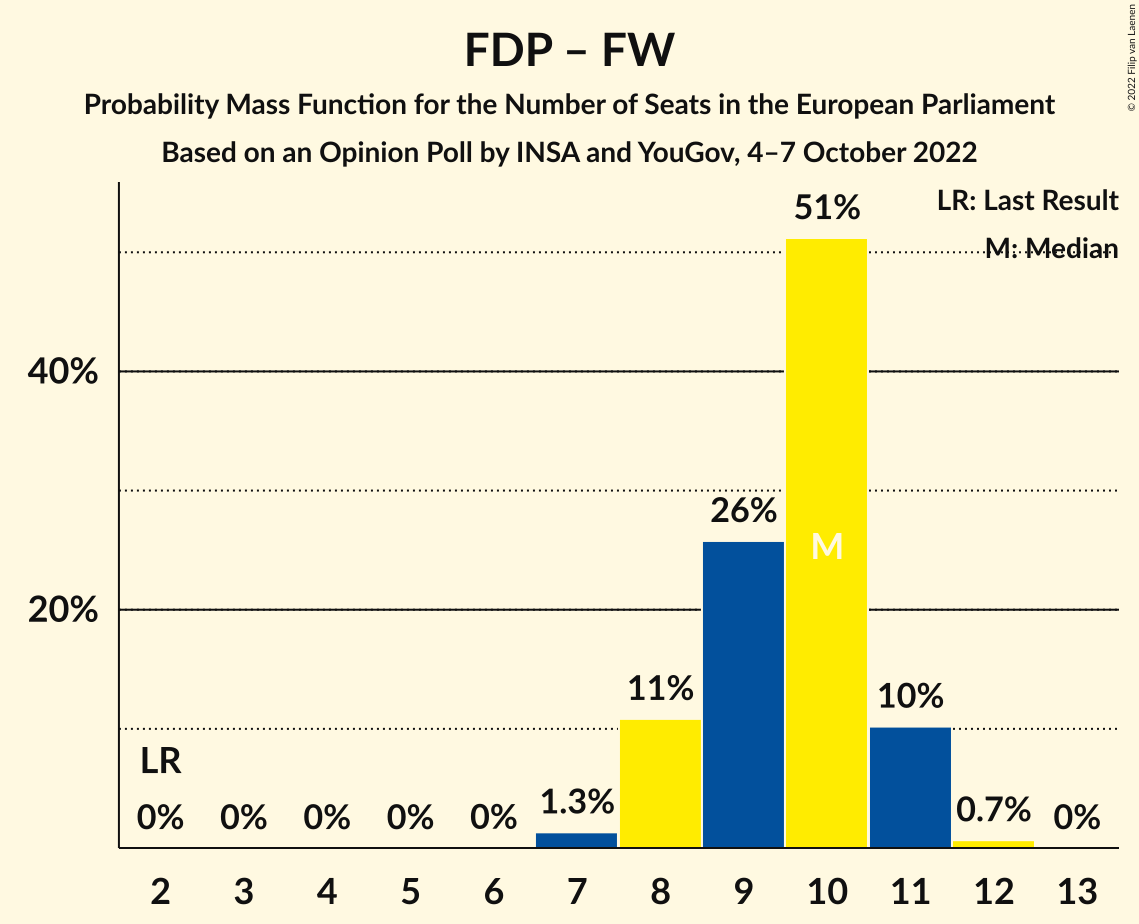 FDP – FW
Probability Mass Function for the Number of Seats in the European Parliament
Based on an Opinion Poll by INSA and YouGov, 4–7 October 2022
© 2022 Filip van Laenen
LR: Last Result
M: Median
51%
40%
26%
M
20%
11%
10%
LR
1.3%
0.7%
0% 0% 0% 0% 0% 0%
2 3 4 5 6 7 8 9 10 11 12 13